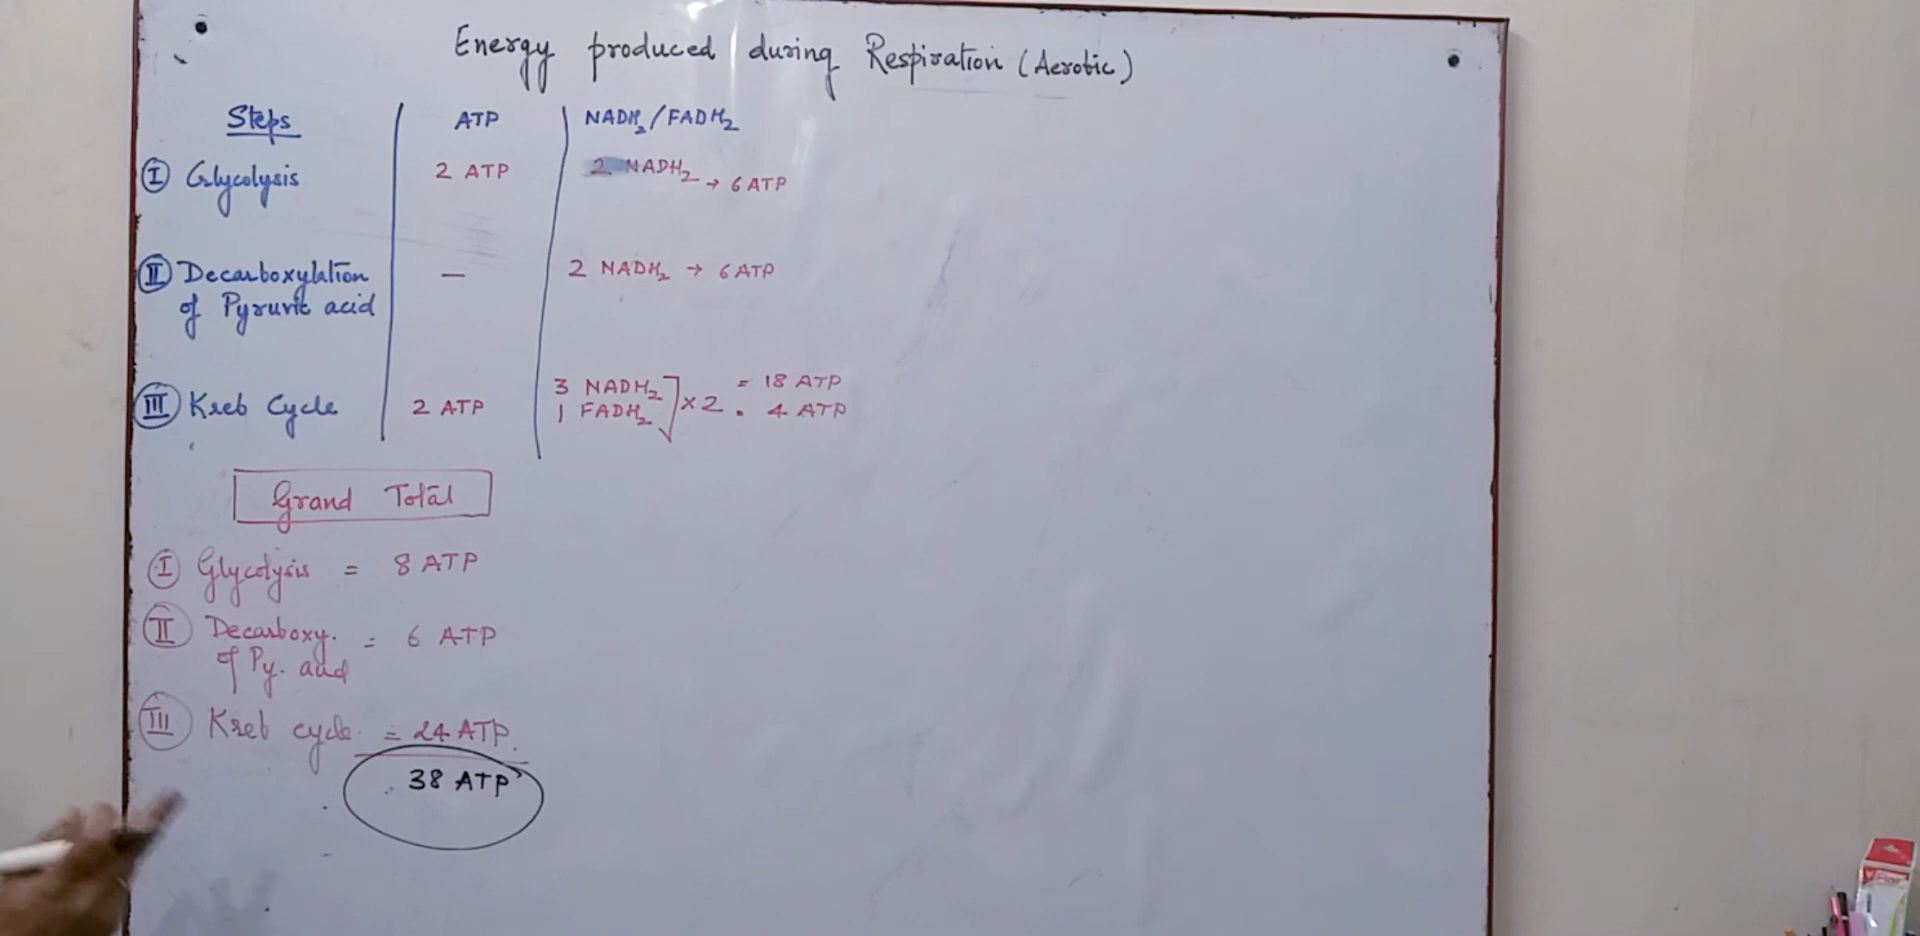 Energy produced during Respiration (Aerobic)
Steps ATP NADH2/FADH2
I Glycolysis 2 ATP 2 NADH2 → 6 ATP
II Decarboxylation — 2 NADH2 → 6 ATP
of Pyruvic acid
3 NADH2 = 18 ATP
III Kreb Cycle 2 ATP ] x 2
1 FADH2 = 4 ATP
Grand Total
I Glycolysis = 8 ATP
II Decarboxy. = 6 ATP
of Py. acid
III Kreb cycle. = 24 ATP.
38 ATP